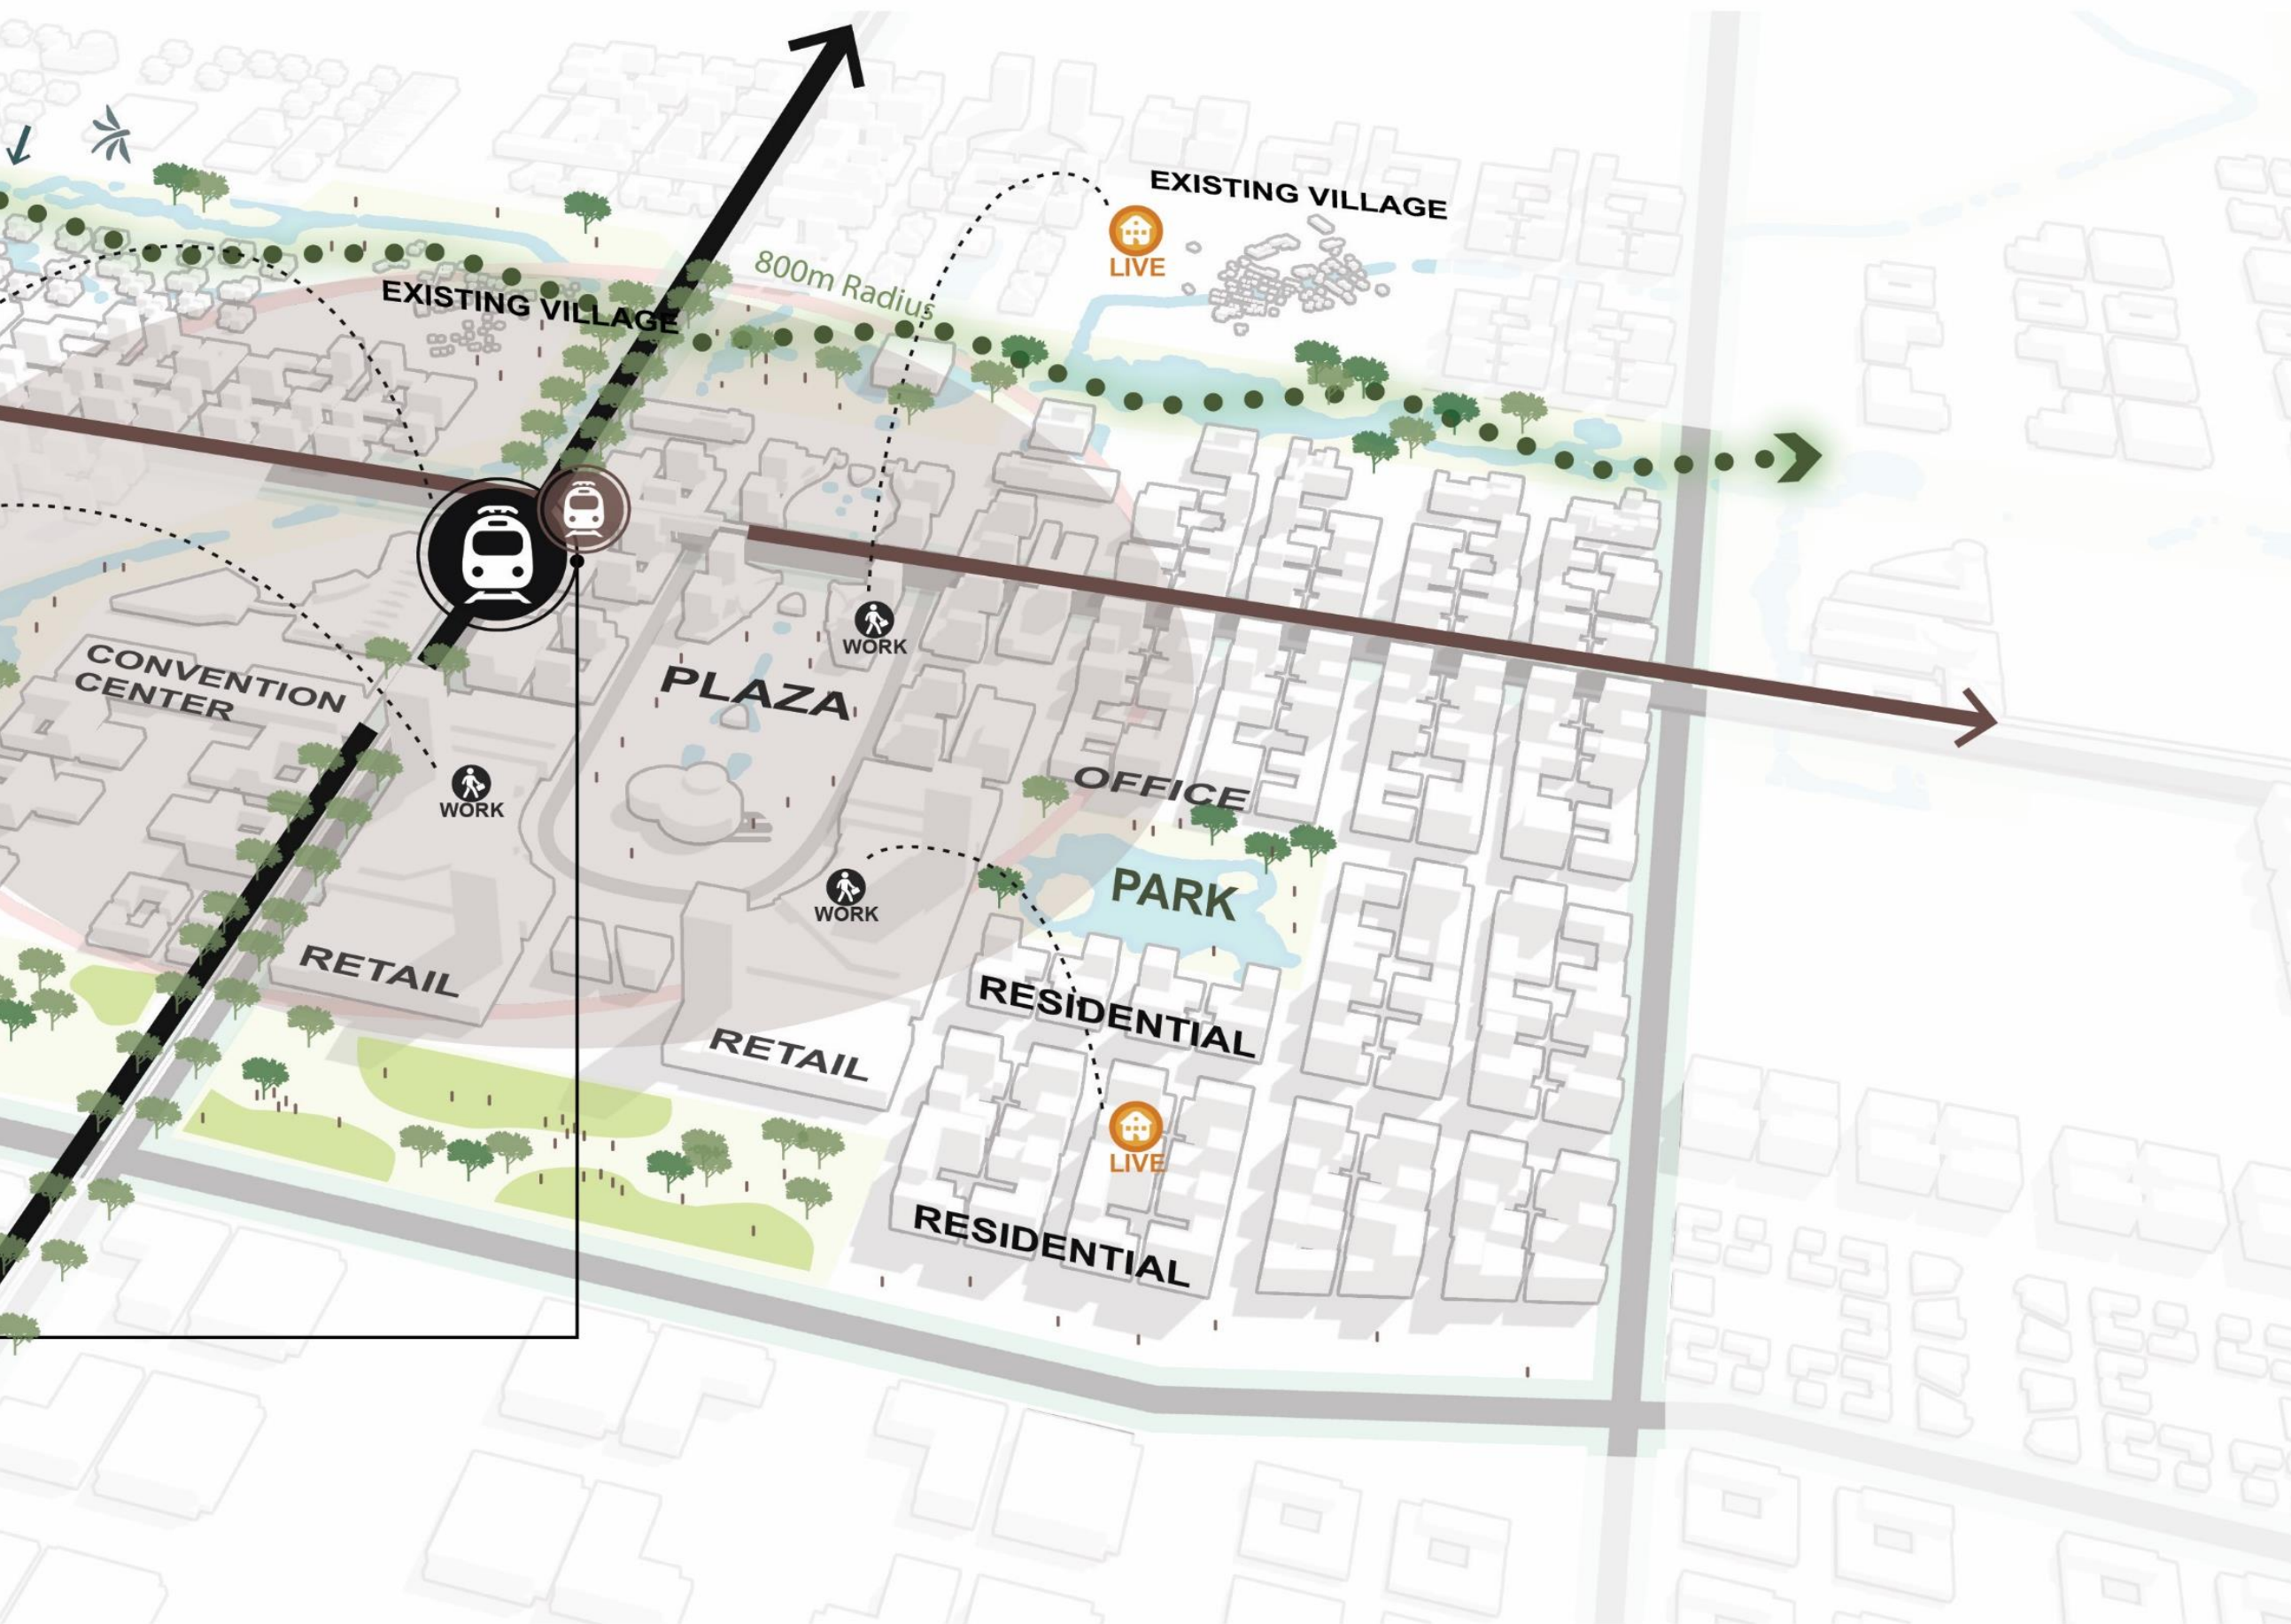 EXISTING VILLAGE
LIVE
800m Radius
EXISTING VILLAGE
WORK
CONVENTION
CENTER
PLAZA
WORK
OFFICE
WORK
PARK
RETAIL
RESIDENTIAL
RETAIL
LIVE
RESIDENTIAL